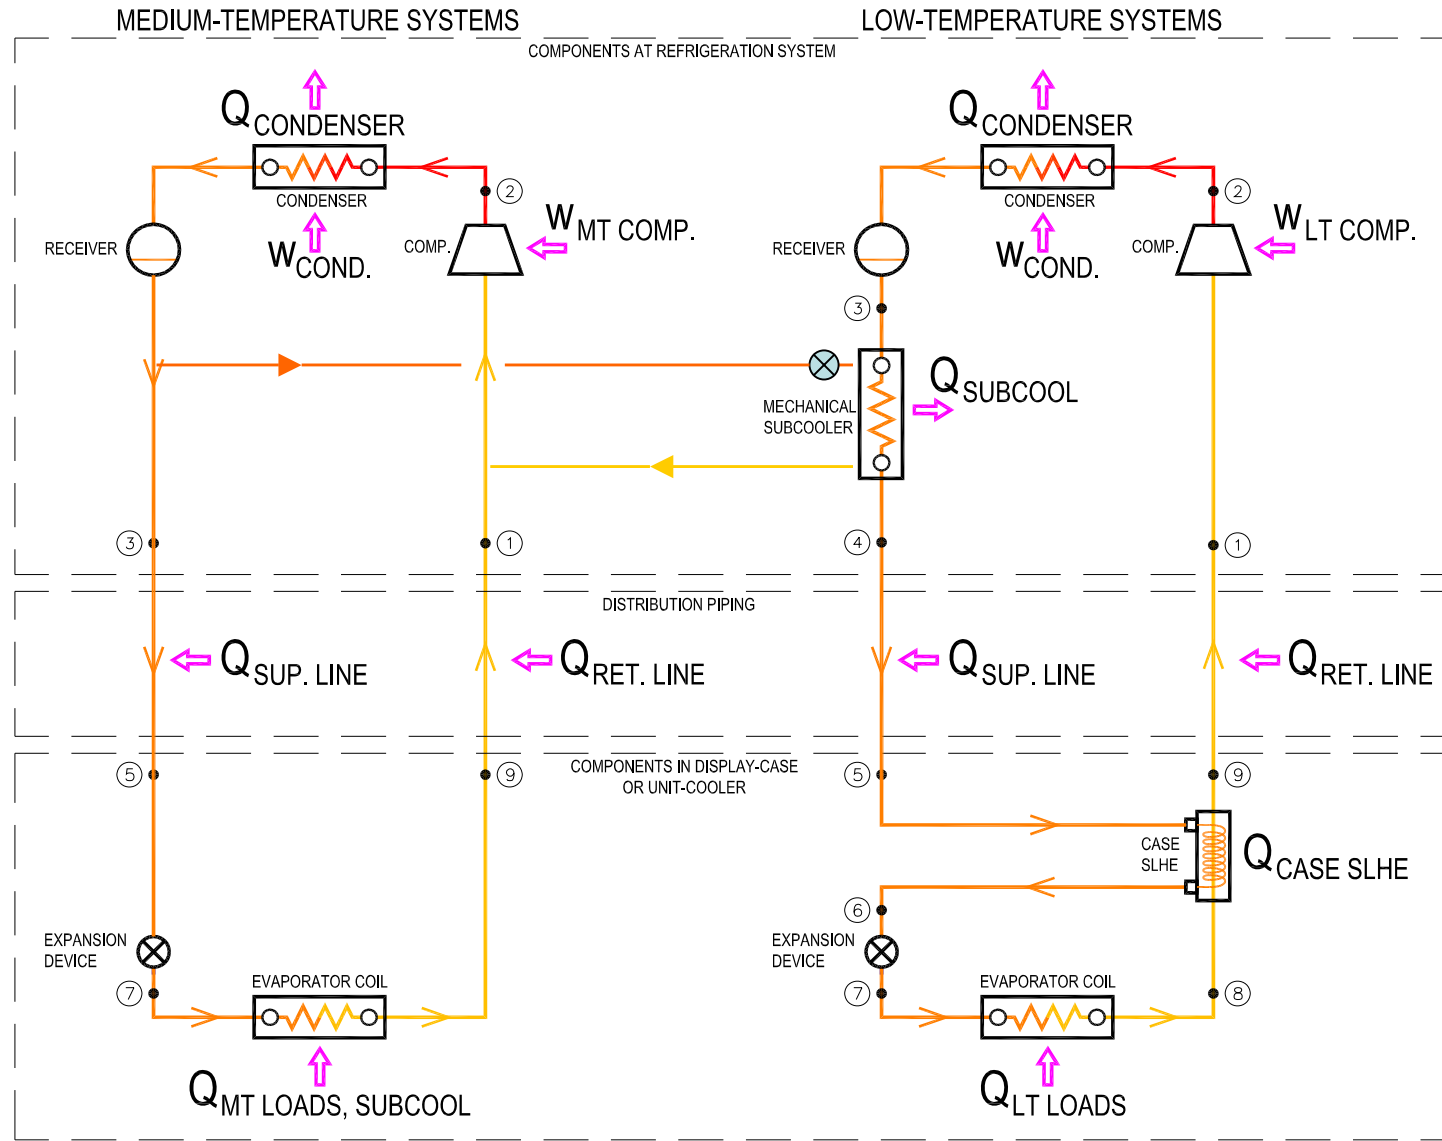 MEDIUM-TEMPERATURE SYSTEMS
LOW-TEMPERATURE SYSTEMS
COMPONENTS AT REFRIGERATION SYSTEM
Q CONDENSER
Q CONDENSER
CONDENSER
CONDENSER
2
2
RECEIVER
COMP.
W MT COMP.
RECEIVER
COMP.
W LT COMP.
W COND.
W COND.
3
MECHANICAL
SUBCOOLER
Q SUBCOOL
3
1
4
1
DISTRIBUTION PIPING
Q SUP. LINE
Q RET. LINE
Q SUP. LINE
Q RET. LINE
COMPONENTS IN DISPLAY-CASE
OR UNIT-COOLER
5
9
5
9
CASE
SLHE
Q CASE SLHE
6
EXPANSION
DEVICE
EXPANSION
DEVICE
7
EVAPORATOR COIL
7
EVAPORATOR COIL
8
Q MT LOADS, SUBCOOL
Q LT LOADS